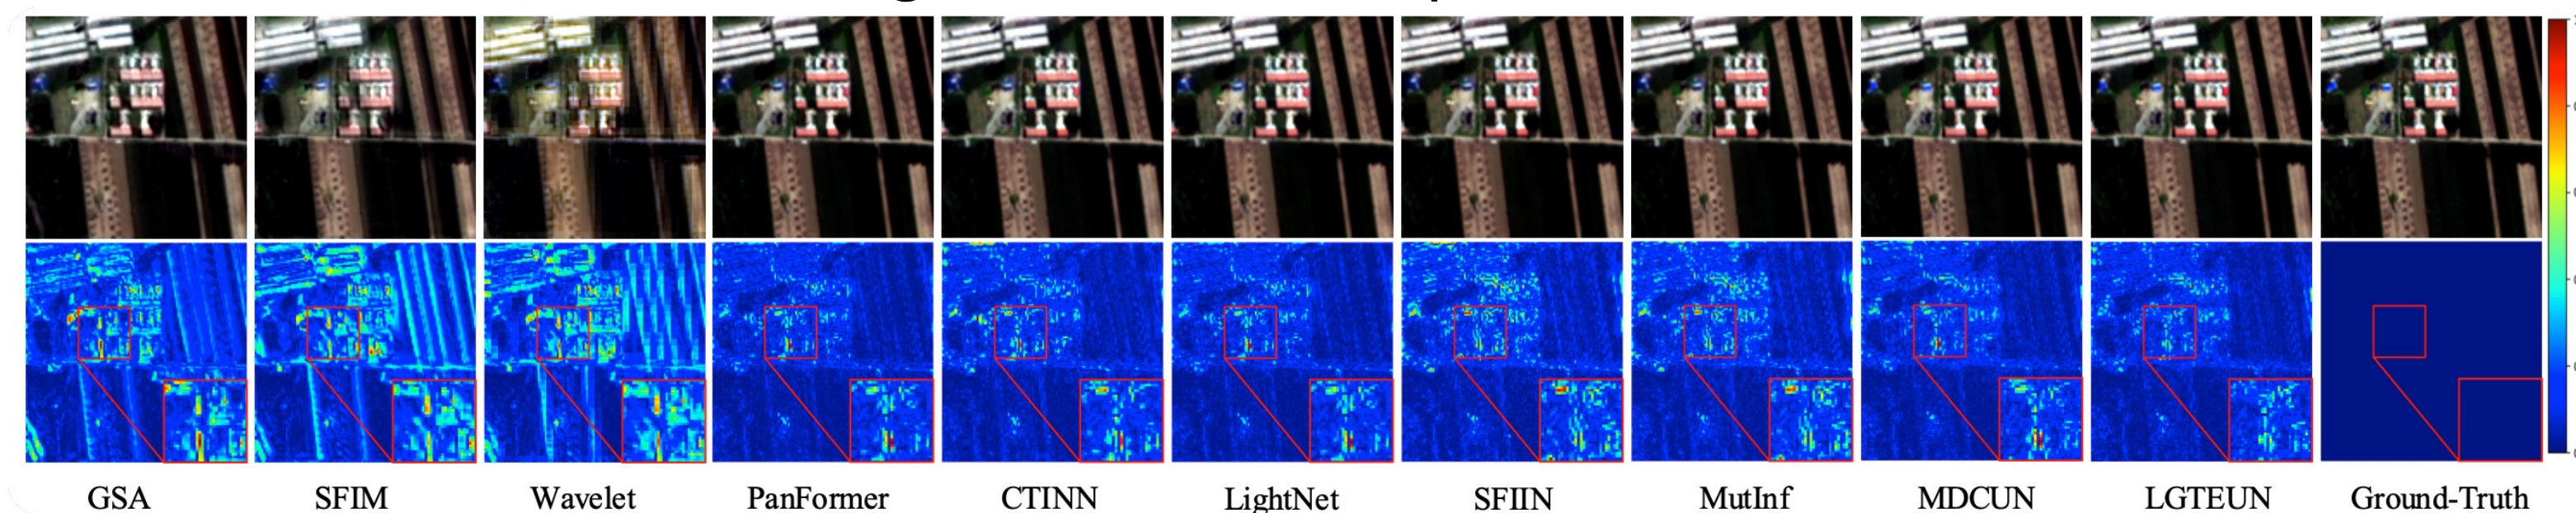 GSA SFIM Wavelet PanFormer CTINN LightNet SFIIN MutInf MDCUN LGTEUN Ground-Truth